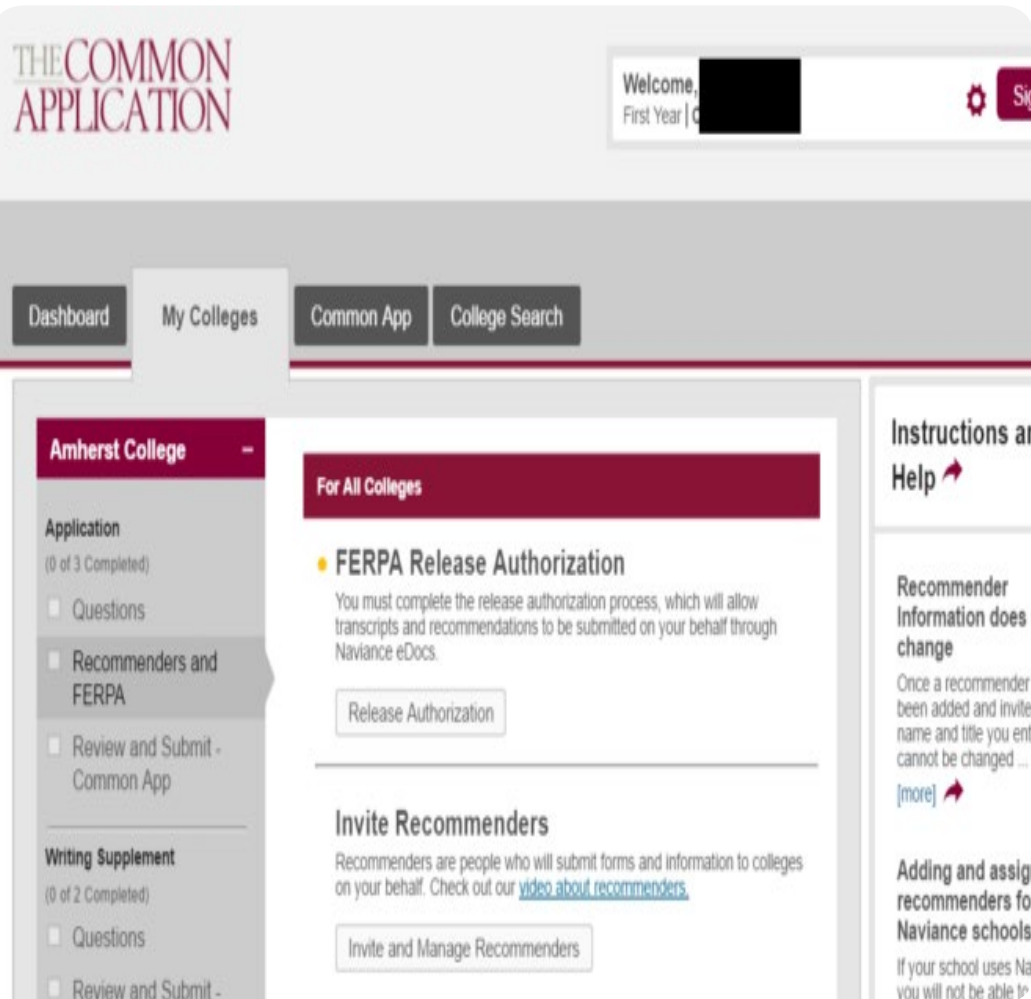 THE COMMON
APPLICATION
Welcome,
First Year |
Dashboard
My Colleges
Common App
College Search
Amherst College –
Application
(0 of 3 Completed)
Questions
Recommenders and
FERPA
Review and Submit -
Common App
Writing Supplement
(0 of 2 Completed)
Questions
Review and Submit -
For All Colleges
FERPA Release Authorization
You must complete the release authorization process, which will allow
transcripts and recommendations to be submitted on your behalf through
Naviance eDocs.
Release Authorization
Invite Recommenders
Recommenders are people who will submit forms and information to colleges
on your behalf. Check out our video about recommenders.
Invite and Manage Recommenders
Instructions
Help
Recommender
Information does
change
Once a recommender
been added and
name and title you
cannot be changed ...
[more]
Adding and
recommenders
Naviance schools
If your school uses
you will not be able